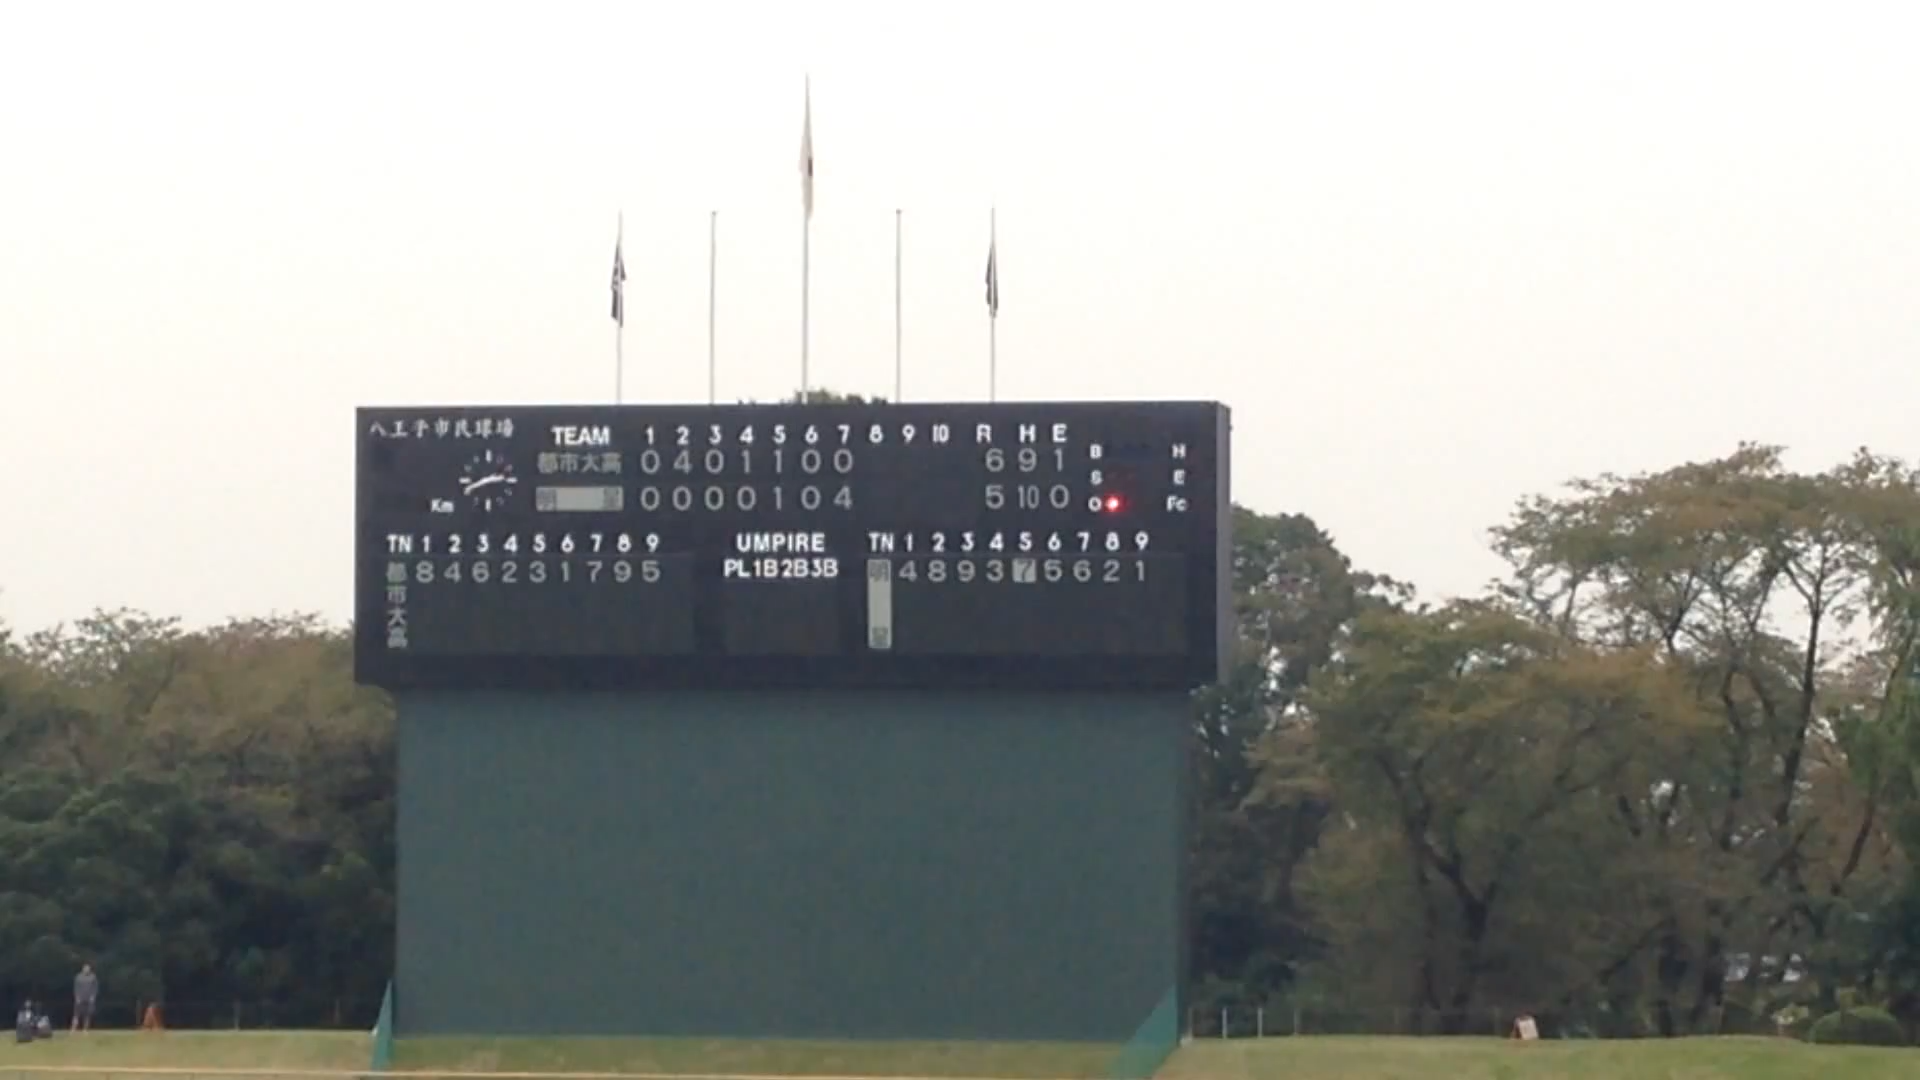 八王子市民球場
TEAM 1 2 3 4 5 6 7 8 9 10 R H E
都市大高 0 4 0 1 1 0 0 6 9 1
明星 0 0 0 0 1 0 4 5 10 0
B H
S E
O Fc
Km
TN 1 2 3 4 5 6 7 8 9
都市大高 8 4 6 2 3 1 7 9 5
UMPIRE
PL 1B 2B 3B
TN 1 2 3 4 5 6 7 8 9
明星 4 8 9 3 7 5 6 2 1